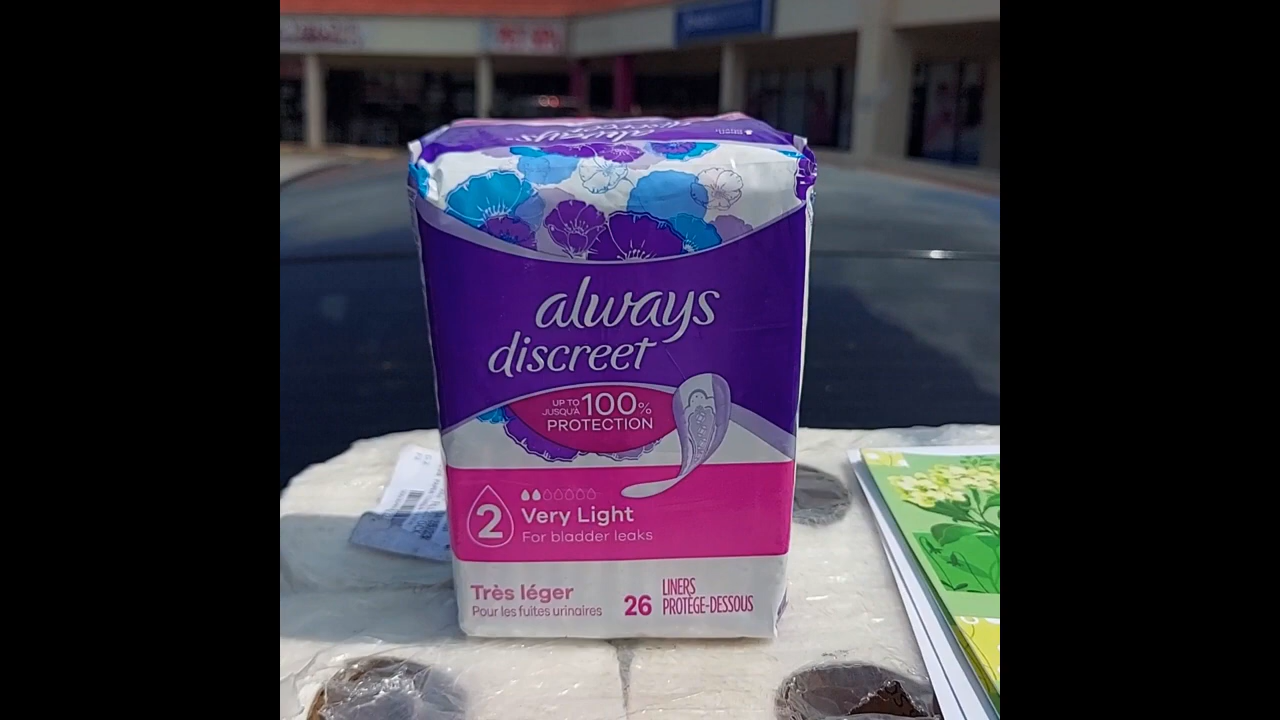 always
discreet
UP TO
JUSQU'À
100%
PROTECTION
2
Very Light
For bladder leaks
Très léger
Pour les fuites urinaires
26
LINERS
PROTÈGE-DESSOUS